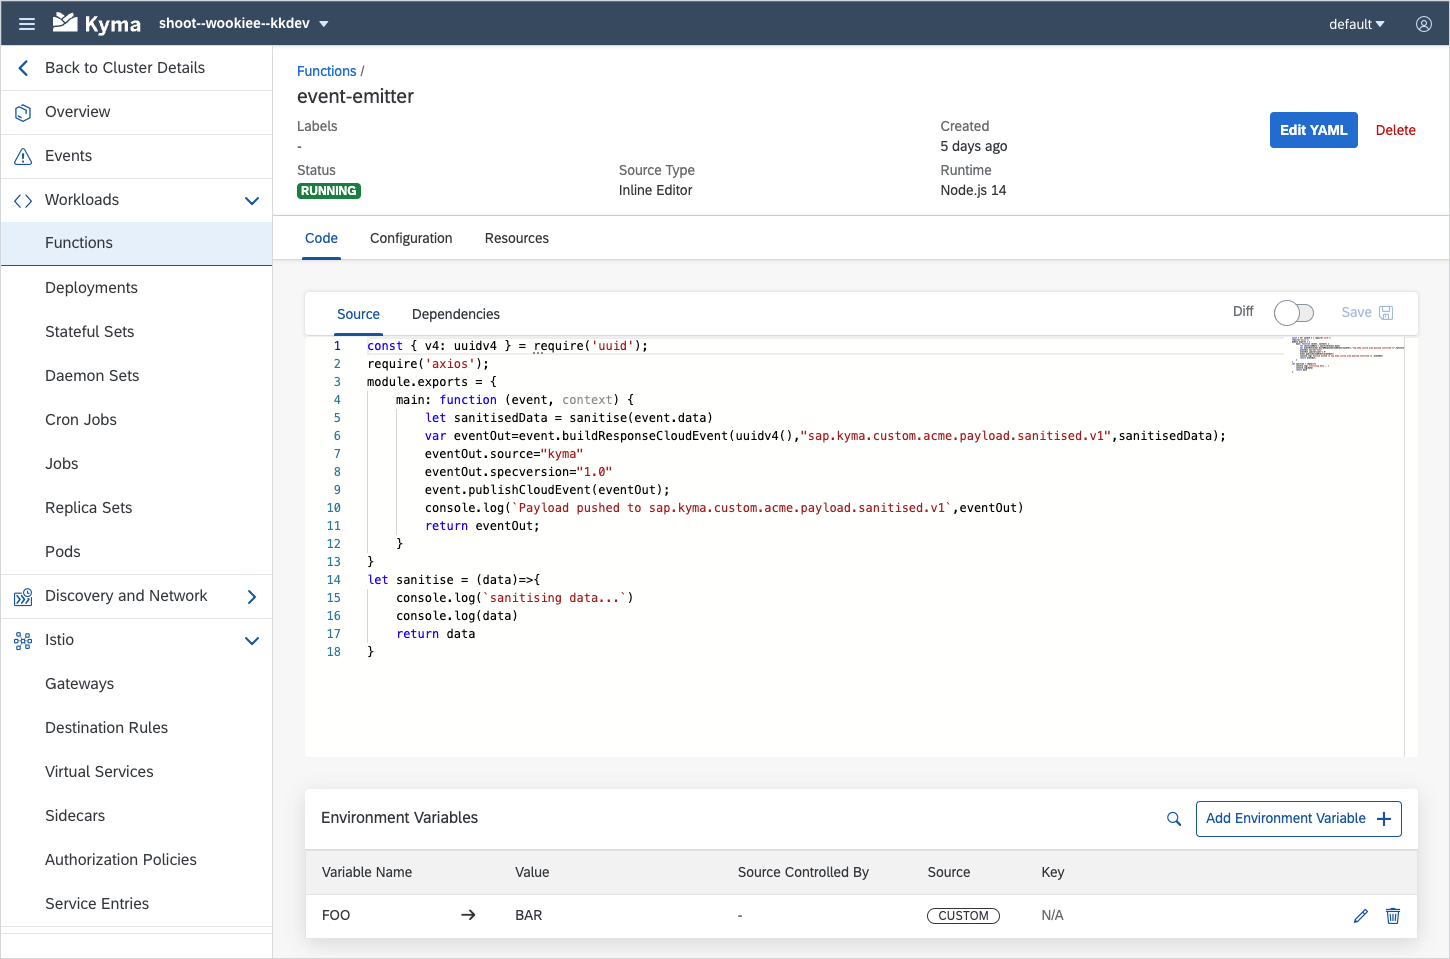 Kyma shoot--wookiee--kkdev default
Back to Cluster Details
Overview
Events
Workloads
Functions
Deployments
Stateful Sets
Daemon Sets
Cron Jobs
Jobs
Replica Sets
Pods
Discovery and Network
Istio
Gateways
Destination Rules
Virtual Services
Sidecars
Authorization Policies
Service Entries
Functions /
event-emitter
Labels
-
Created
5 days ago
Edit YAML Delete
Status
RUNNING
Source Type
Inline Editor
Runtime
Node.js 14
Code Configuration Resources
Source Dependencies Diff Save
1 const { v4: uuidv4 } = require('uuid');
2 require('axios');
3 module.exports = {
4 main: function (event, context) {
5 let sanitisedData = sanitise(event.data)
6 var eventOut=event.buildResponseCloudEvent(uuidv4(),"sap.kyma.custom.acme.payload.sanitised.v1",sanitisedData);
7 eventOut.source="kyma"
8 eventOut.specversion="1.0"
9 event.publishCloudEvent(eventOut);
10 console.log(`Payload pushed to sap.kyma.custom.acme.payload.sanitised.v1`,eventOut)
11 return eventOut;
12 }
13 }
14 let sanitise = (data)=>{
15 console.log(`sanitising data...`)
16 console.log(data)
17 return data
18 }
Environment Variables Add Environment Variable
Variable Name Value Source Controlled By Source Key
FOO → BAR - CUSTOM N/A